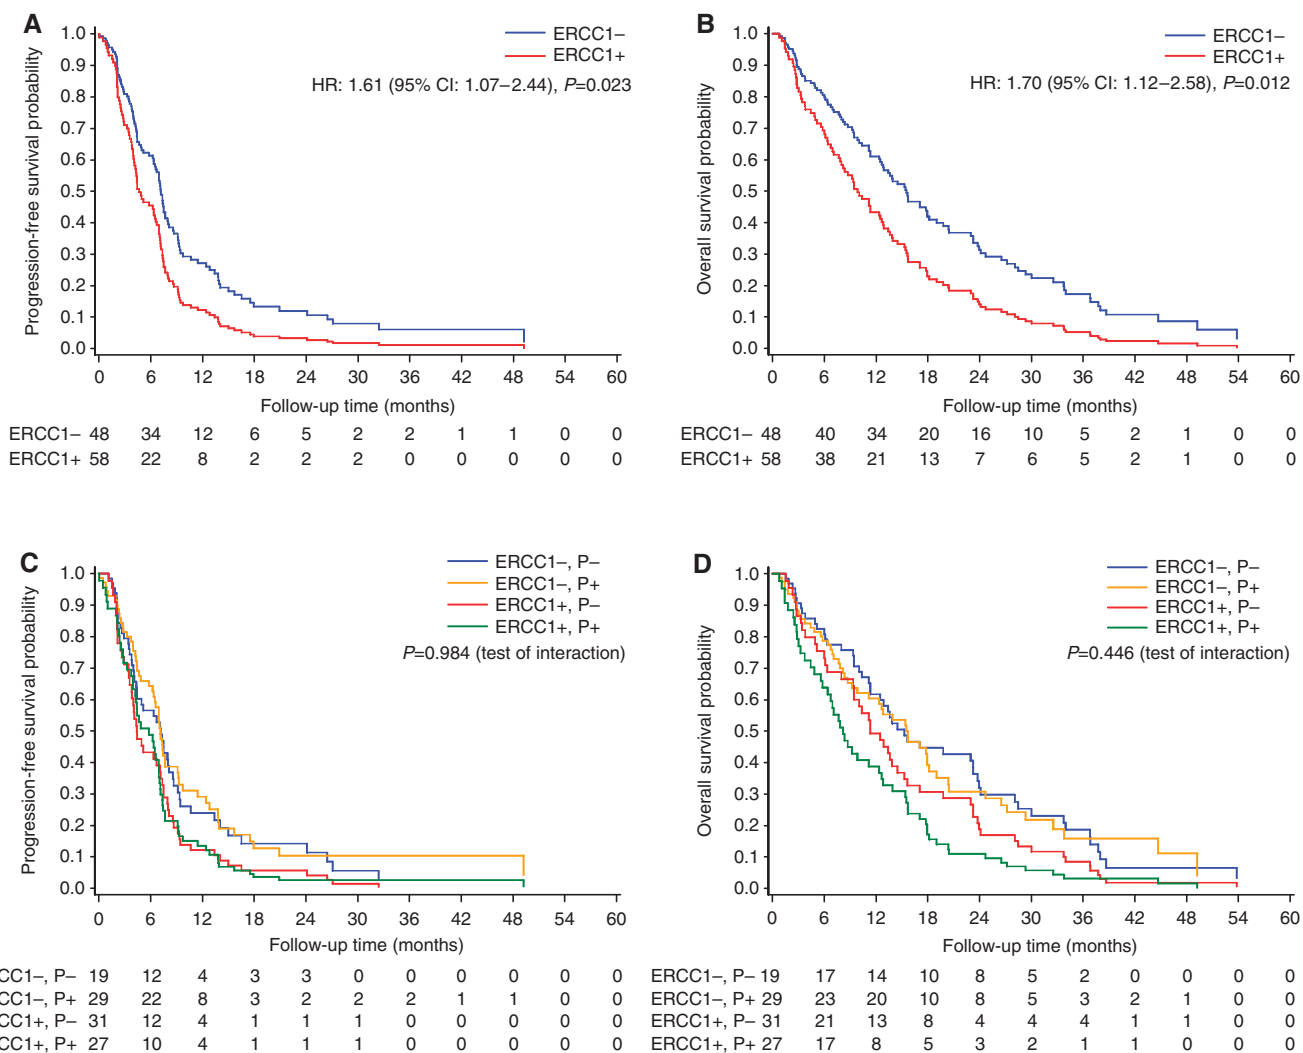 A
ERCC1–
ERCC1+
HR: 1.61 (95% CI: 1.07–2.44), P=0.023
Progression-free survival probability
1.0
0.9
0.8
0.7
0.6
0.5
0.4
0.3
0.2
0.1
0.0
0 6 12 18 24 30 36 42 48 54 60
Follow-up time (months)
ERCC1– 48 34 12 6 5 2 2 1 1 0 0
ERCC1+ 58 22 8 2 2 2 0 0 0 0 0
B
ERCC1–
ERCC1+
HR: 1.70 (95% CI: 1.12–2.58), P=0.012
Overall survival probability
1.0
0.9
0.8
0.7
0.6
0.5
0.4
0.3
0.2
0.1
0.0
0 6 12 18 24 30 36 42 48 54 60
Follow-up time (months)
ERCC1– 48 40 34 20 16 10 5 2 1 0 0
ERCC1+ 58 38 21 13 7 6 5 2 1 0 0
C
ERCC1–, P–
ERCC1–, P+
ERCC1+, P–
ERCC1+, P+
P=0.984 (test of interaction)
Progression-free survival probability
1.0
0.9
0.8
0.7
0.6
0.5
0.4
0.3
0.2
0.1
0.0
0 6 12 18 24 30 36 42 48 54 60
Follow-up time (months)
CC1–, P– 19 12 4 3 3 0 0 0 0 0 0
CC1–, P+ 29 22 8 3 2 2 2 1 1 0 0
CC1+, P– 31 12 4 1 1 1 0 0 0 0 0
CC1+, P+ 27 10 4 1 1 1 0 0 0 0 0
D
ERCC1–, P–
ERCC1–, P+
ERCC1+, P–
ERCC1+, P+
P=0.446 (test of interaction)
Overall survival probability
1.0
0.9
0.8
0.7
0.6
0.5
0.4
0.3
0.2
0.1
0.0
0 6 12 18 24 30 36 42 48 54 60
Follow-up time (months)
ERCC1–, P– 19 17 14 10 8 5 2 0 0 0 0
ERCC1–, P+ 29 23 20 10 8 5 3 2 1 0 0
ERCC1+, P– 31 21 13 8 4 4 4 1 1 0 0
ERCC1+, P+ 27 17 8 5 3 2 1 1 0 0 0